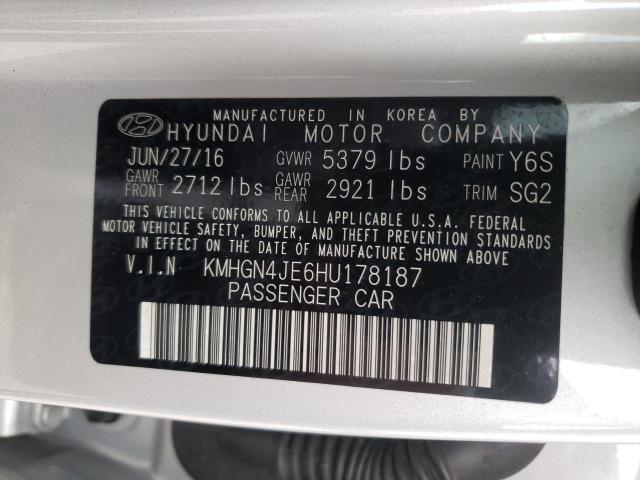 MANUFACTURED IN KOREA BY
HYUNDAI MOTOR COMPANY
JUN/27/16 GVWR 5379 lbs PAINT Y6S
GAWR FRONT 2712 lbs GAWR REAR 2921 lbs TRIM SG2
THIS VEHICLE CONFORMS TO ALL APPLICABLE U.S.A. FEDERAL
MOTOR VEHICLE SAFETY, BUMPER, AND THEFT PREVENTION STANDARDS
IN EFFECT ON THE DATE OF MANUFACTURE SHOWN ABOVE.
V.I.N KMHGN4JE6HU178187
PASSENGER CAR